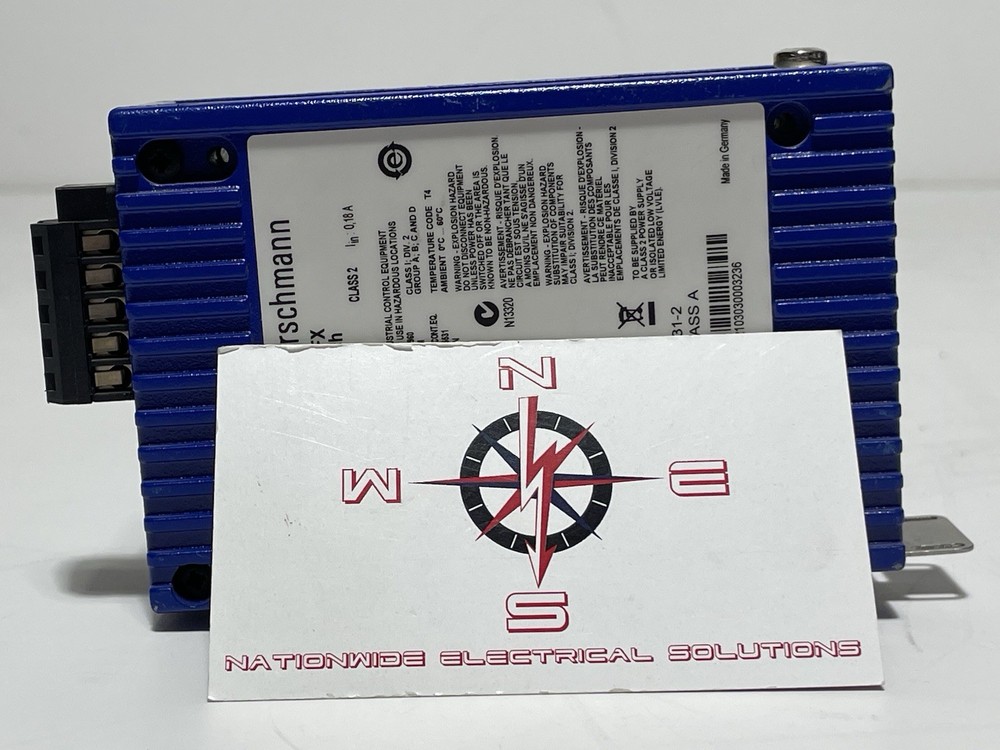 rschmann
CLASS 2
Iin: 0,18 A
USE IN HAZARDOUS LOCATIONS
CLASS I, DIV. 2
GROUP A, B, C AND D
TEMPERATURE CODE T4
AMBIENT 0°C ... 60°C
WARNING - EXPLOSION HAZARD
DO NOT DISCONNECT EQUIPMENT
UNLESS POWER HAS BEEN
SWITCHED OFF OR THE AREA IS
KNOWN TO BE NON-HAZARDOUS.
AVERTISSEMENT - RISQUE D'EXPLOSION.
NE PAS DÉBRANCHER TANT QUE LE
CIRCUIT EST SOUS TENSION,
A MOINS QU'IL NE S'AGISSE D'UN
EMPLACEMENT NON DANGEREUX.
WARNING - EXPLOSION HAZARD
SUBSTITUTION OF COMPONENTS
MAY IMPAIR SUITABILITY FOR
CLASS I, DIVISION 2.
AVERTISSEMENT - RISQUE D'EXPLOSION -
LA SUBSTITUTION DES COMPOSANTS
PEUT RENDRE CE MATÉRIEL
INACCEPTABLE POUR LES
EMPLACEMENTS DE CLASSE I, DIVISION 2
TO BE SUPPLIED BY
A CLASS 2 POWER SUPPLY
OR ISOLATED LOW VOLTAGE
LIMITED ENERGY (LVLE).
N13320
31-2
ASS A
103030003236
Made in Germany
N
W
E
S
NATIONWIDE ELECTRICAL SOLUTIONS